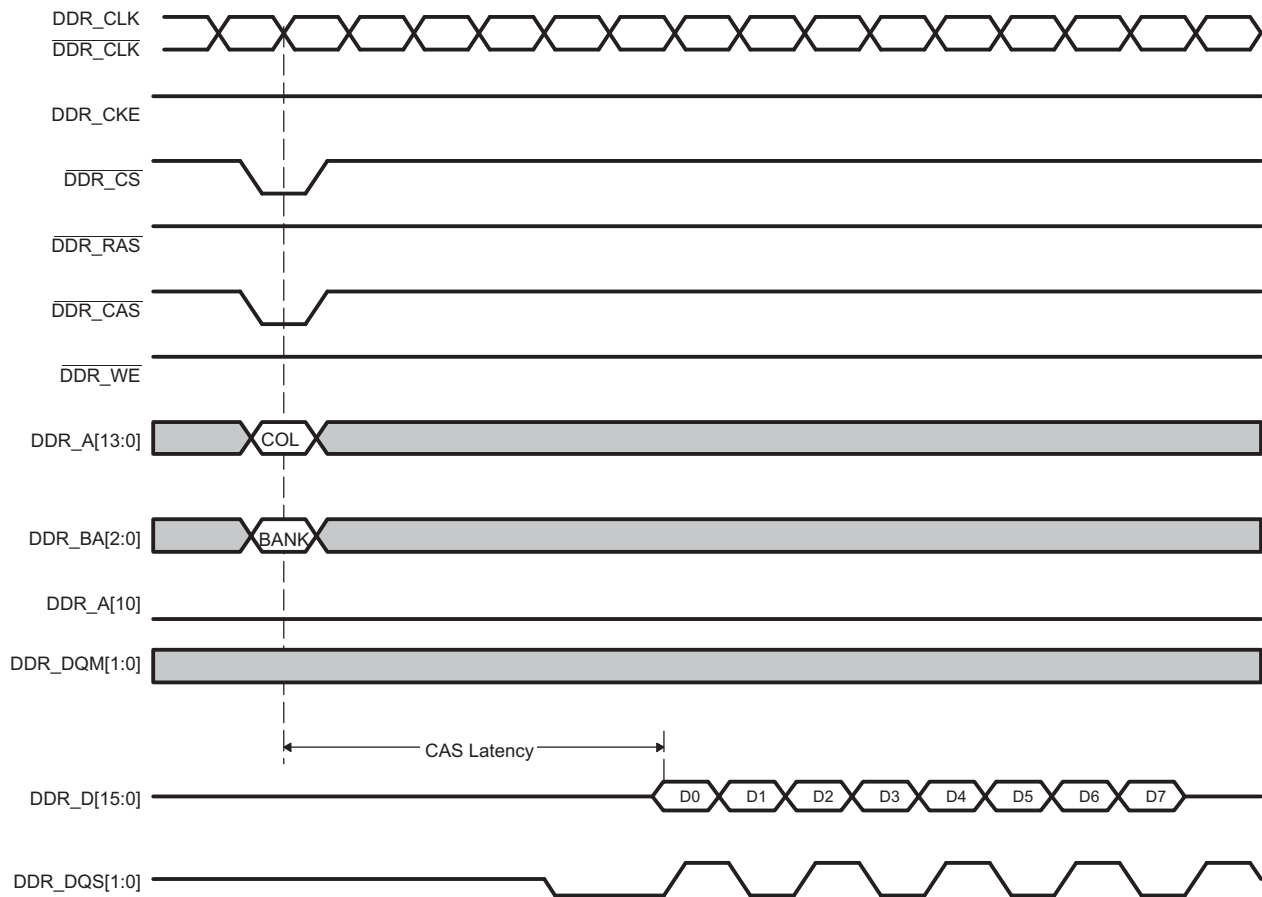 DDR_CLK
DDR_CLK
DDR_CKE
DDR_CS
DDR_RAS
DDR_CAS
DDR_WE
DDR_A[13:0]
COL
DDR_BA[2:0]
BANK
DDR_A[10]
DDR_DQM[1:0]
CAS Latency
DDR_D[15:0]
D0 D1 D2 D3 D4 D5 D6 D7
DDR_DQS[1:0]